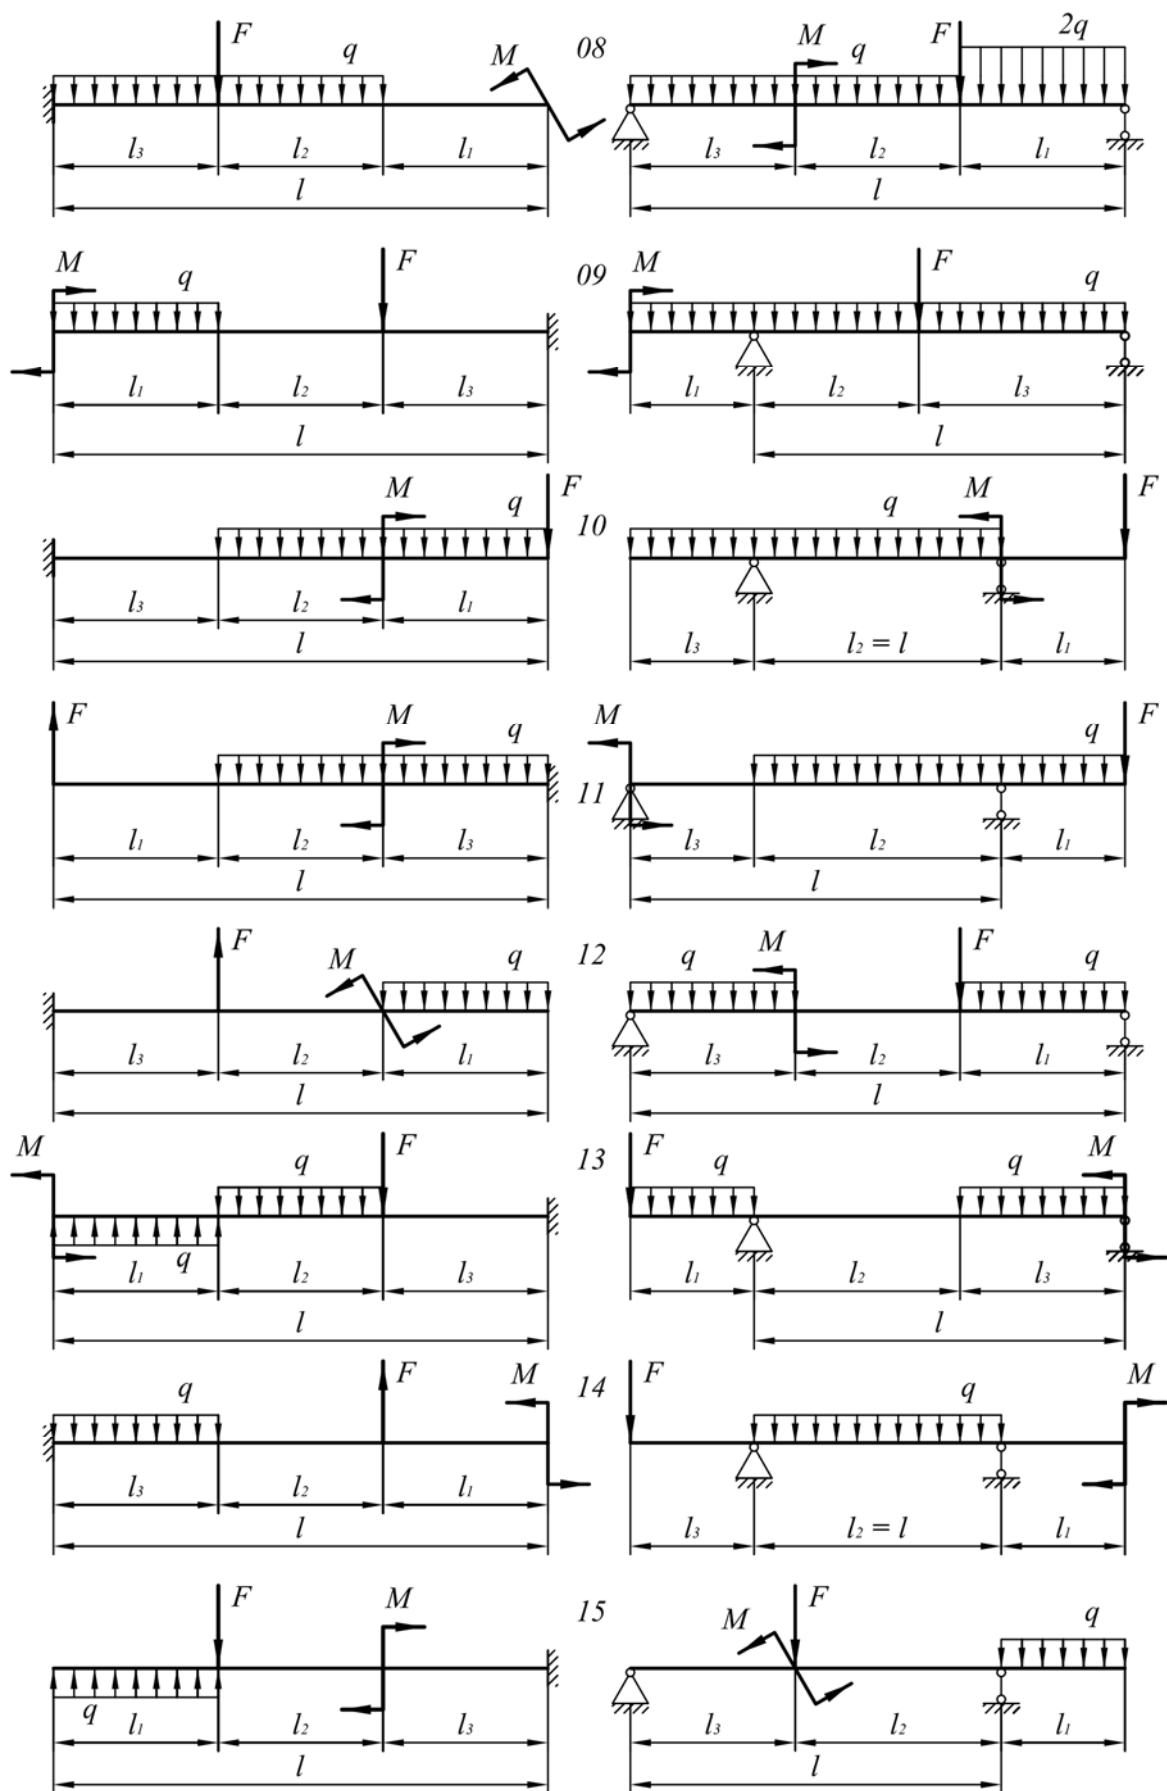 F q M 08 M q F 2q
l₃ l₂ l₁ l₃ l₂ l₁
l l
M q F 09 M F q
l₁ l₂ l₃ l₁ l₂ l₃
l l
M q F 10 q M F
l₃ l₂ l₁ l₃ l₂ = l l₁
l
F M q 11 M q F
l₁ l₂ l₃ l₃ l₂ l₁
l l
F M q 12 q M F q
l₃ l₂ l₁ l₃ l₂ l₁
l l
M q F 13 F q q M
q
l₁ l₂ l₃ l₁ l₂ l₃
l l
q F M 14 F q M
l₃ l₂ l₁ l₃ l₂ = l l₁
l
F M 15 M F q
q
l₁ l₂ l₃ l₃ l₂ l₁
l l